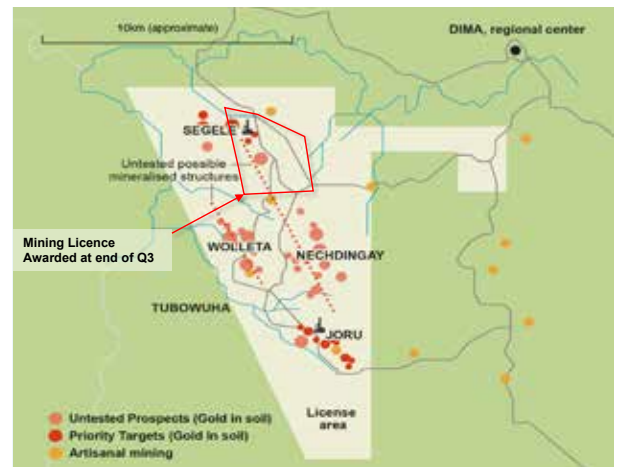 10km (approximate)
DIMA, regional center
SEGELE
Untested possible
mineralised structures
Mining Licence
Awarded at end of Q3
WOLLETA
NECHDINGAY
TUBOWUHA
JORU
License
area
Untested Prospects (Gold in soil)
Priority Targets (Gold in soil)
Artisanal mining